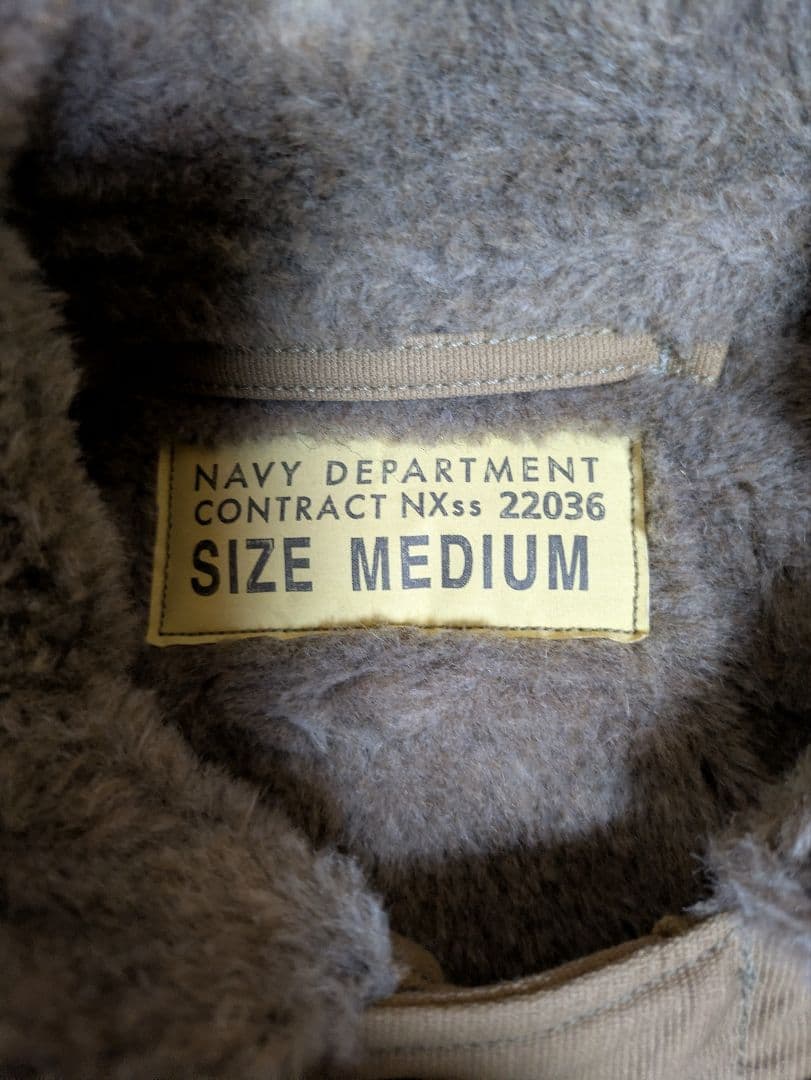 NAVY DEPARTMENT
CONTRACT NXss 22036
SIZE MEDIUM